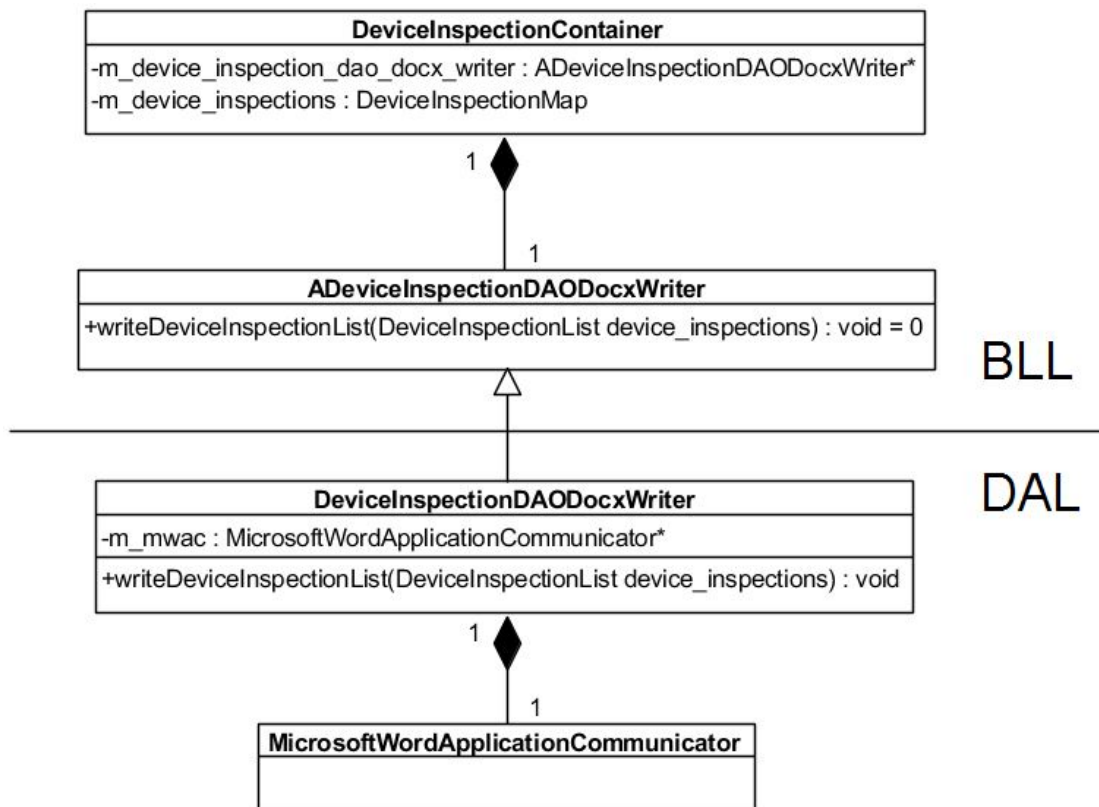 DeviceInspectionContainer
-m_device_inspection_dao_docx_writer : ADeviceInspectionDAODocxWriter*
-m_device_inspections : DeviceInspectionMap
1
1
ADeviceInspectionDAODocxWriter
+writeDeviceInspectionList(DeviceInspectionList device_inspections) : void = 0
BLL
DAL
DeviceInspectionDAODocxWriter
-m_mwac : MicrosoftWordApplicationCommunicator*
+writeDeviceInspectionList(DeviceInspectionList device_inspections) : void
1
1
MicrosoftWordApplicationCommunicator